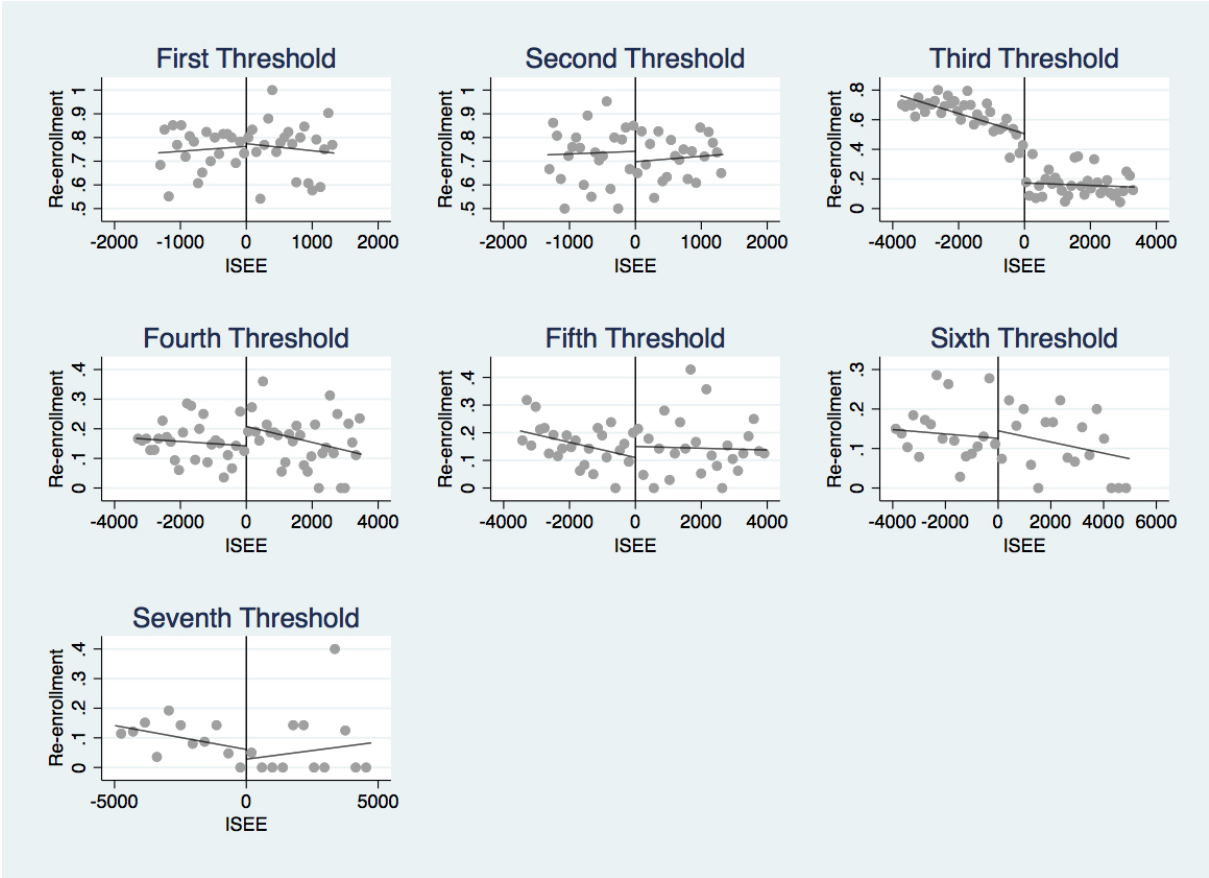 First Threshold
Re-enrollment
.5 .6 .7 .8 .9 1
-2000 -1000 0 1000 2000
ISEE
Second Threshold
Re-enrollment
.5 .6 .7 .8 .9 1
-2000 -1000 0 1000 2000
ISEE
Third Threshold
Re-enrollment
0 .2 .4 .6 .8
-4000 -2000 0 2000 4000
ISEE
Fourth Threshold
Re-enrollment
0 .1 .2 .3 .4
-4000 -2000 0 2000 4000
ISEE
Fifth Threshold
Re-enrollment
0 .1 .2 .3 .4
-4000 -2000 0 2000 4000
ISEE
Sixth Threshold
Re-enrollment
0 .1 .2 .3
-4000 -2000 0 2000 4000 6000
ISEE
Seventh Threshold
Re-enrollment
0 .1 .2 .3 .4
-5000 0 5000
ISEE